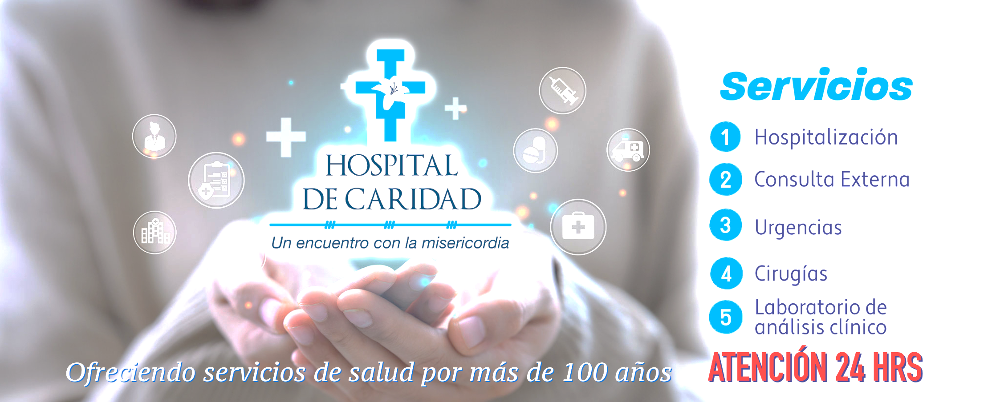 HOSPITAL
DE CARIDAD
Un encuentro con la misericordia
Ofreciendo servicios de salud por más de 100 años
Servicios
1 Hospitalización
2 Consulta Externa
3 Urgencias
4 Cirugías
5 Laboratorio de
análisis clínico
ATENCIÓN 24 HRS